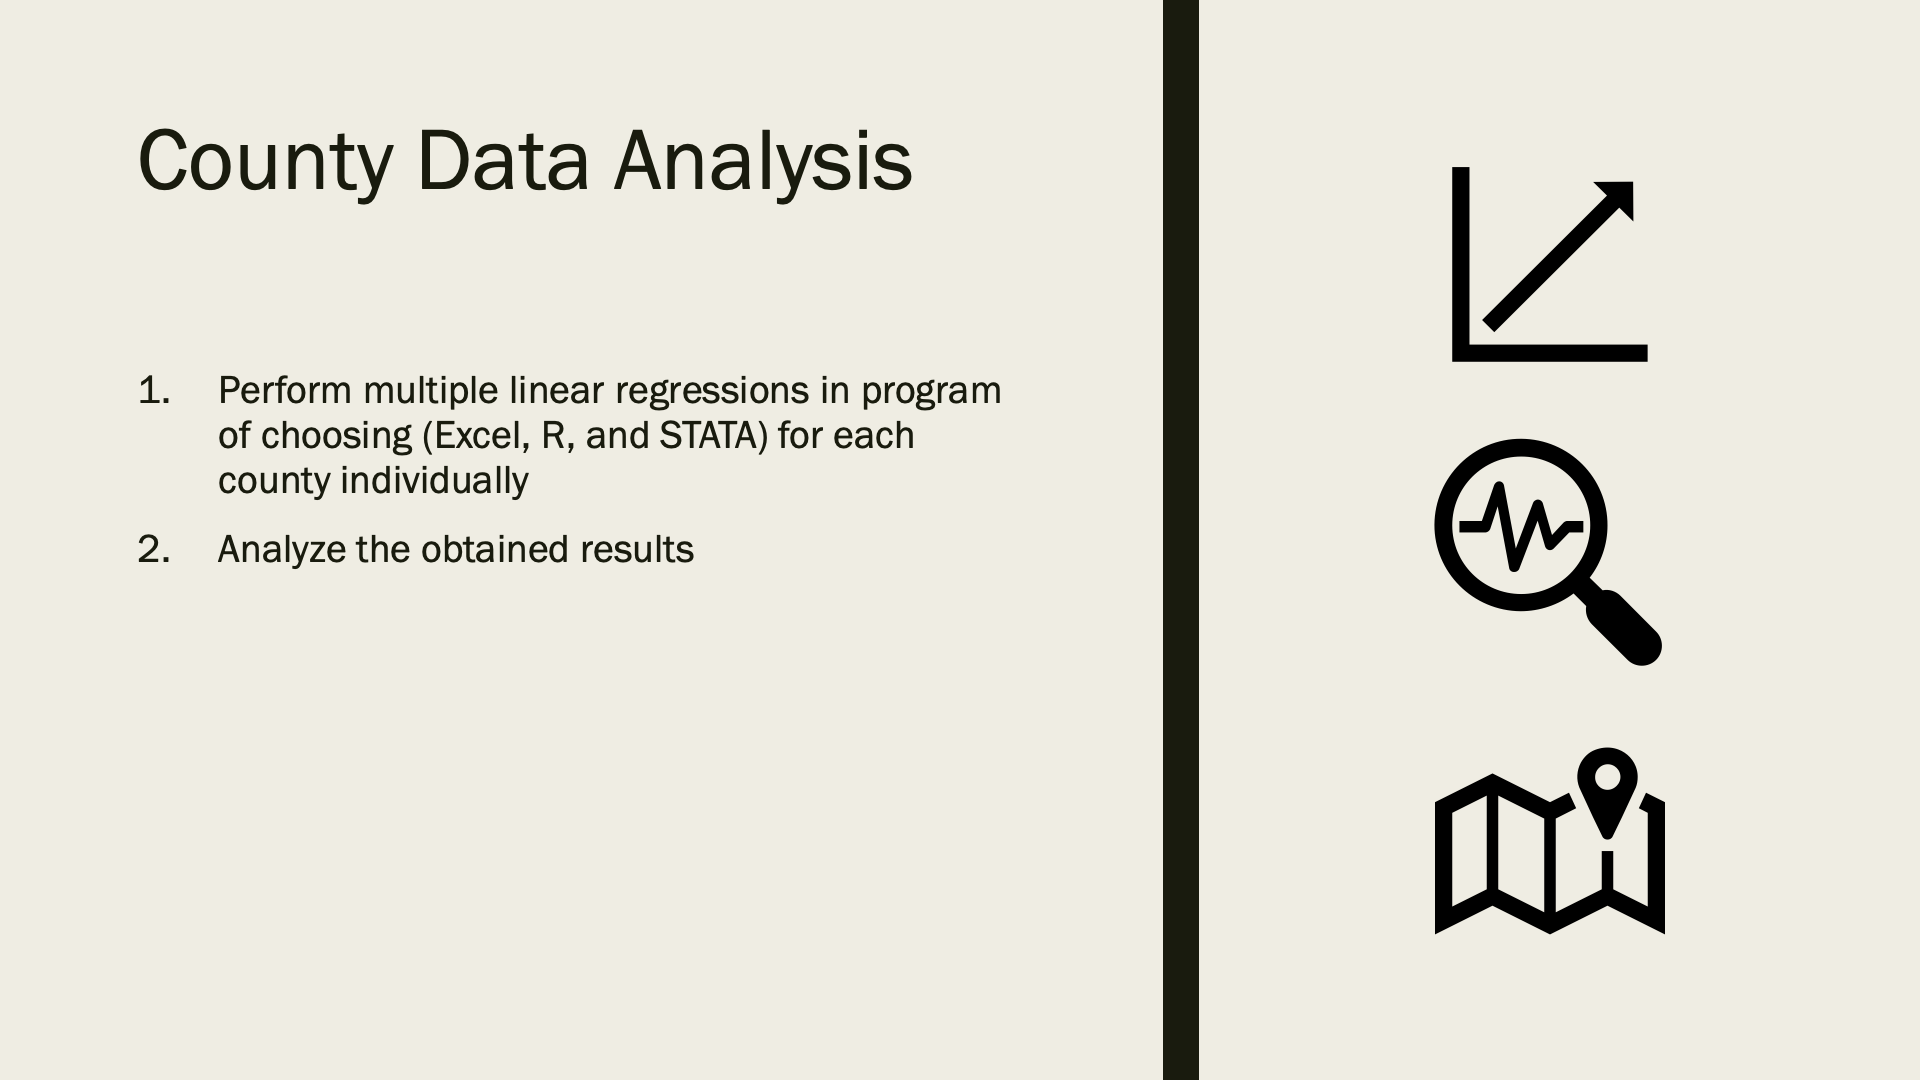 County Data Analysis
1. Perform multiple linear regressions in program
of choosing (Excel, R, and STATA) for each
county individually
2. Analyze the obtained results